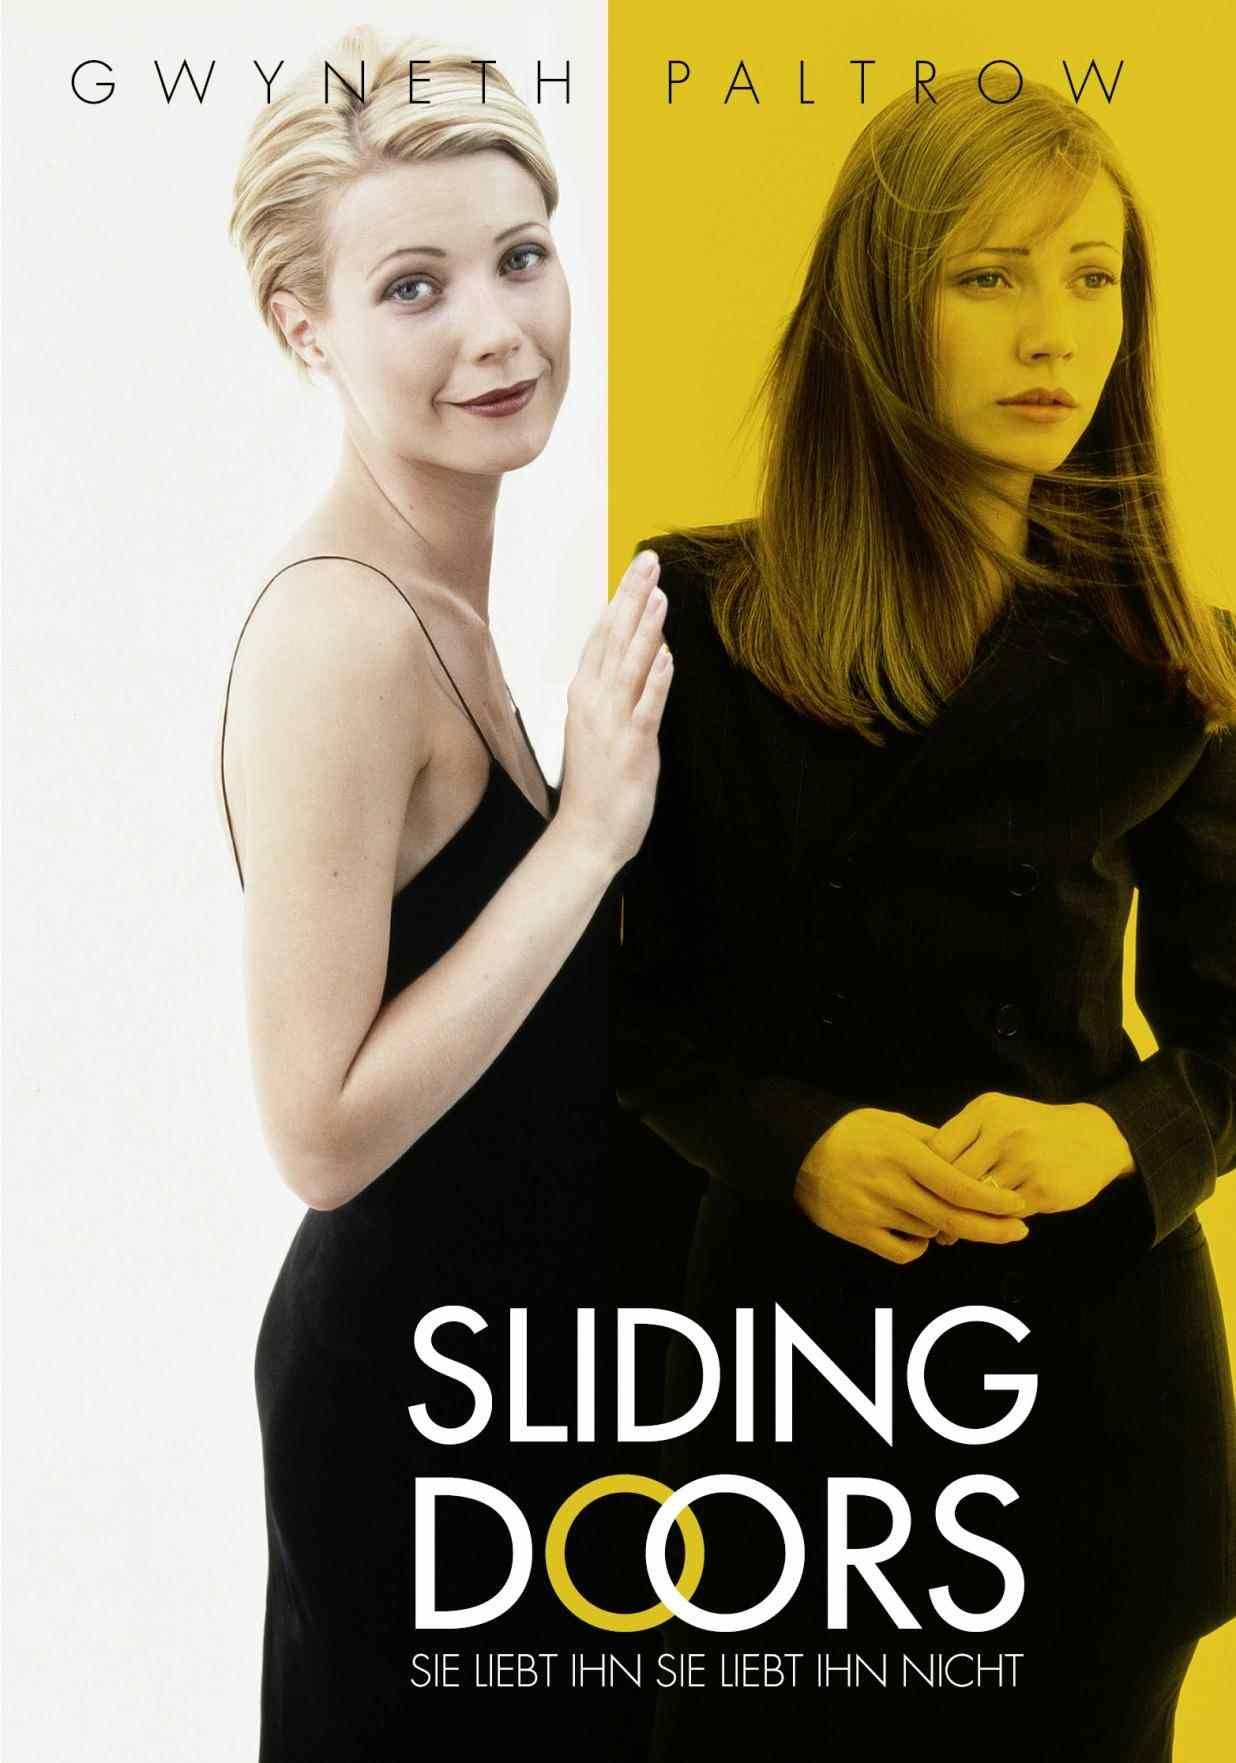 GWYNETH PALTROW
SLIDING
DOORS
SIE LIEBT IHN SIE LIEBT IHN NICHT